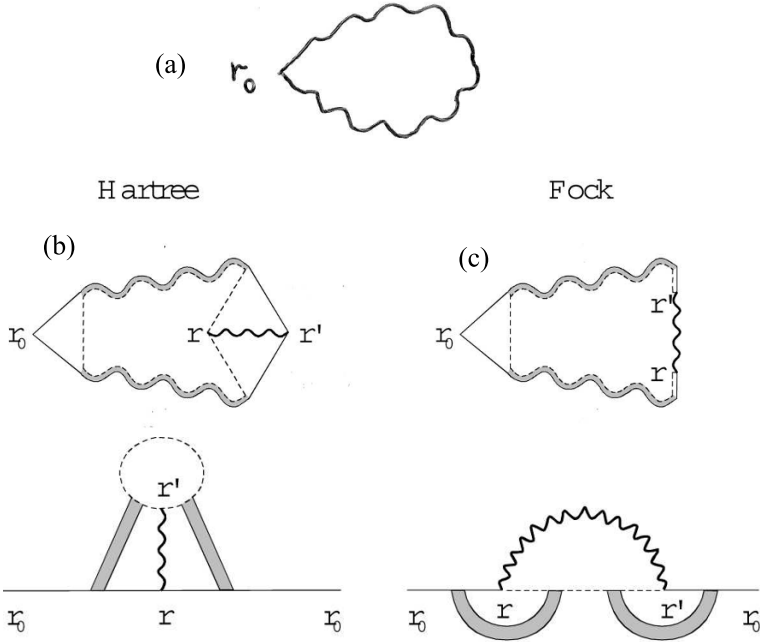 (a)
r₀
Hartree
Fock
(b)
(c)
r₀ r r'
r₀ r'
r
r'
r₀ r r₀
r₀ r r' r₀